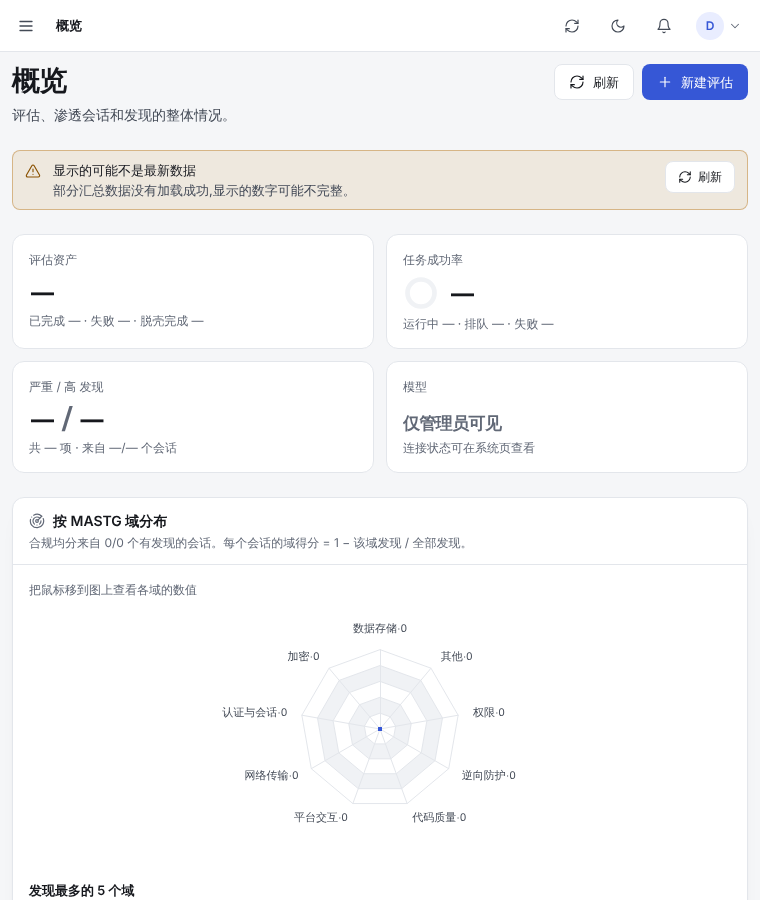 概览
D
概览
刷新
新建评估
评估、渗透会话和发现的整体情况。
显示的可能不是最新数据
部分汇总数据没有加载成功,显示的数字可能不完整。
刷新
评估资产
—
已完成 — · 失败 — · 脱壳完成 —
任务成功率
—
运行中 — · 排队 — · 失败 —
严重 / 高 发现
— / —
共 — 项 · 来自 —/— 个会话
模型
仅管理员可见
连接状态可在系统页查看
按 MASTG 域分布
合规均分来自 0/0 个有发现的会话。每个会话的域得分 = 1 − 该域发现 / 全部发现。
把鼠标移到图上查看各域的数值
数据存储·0
加密·0
其他·0
认证与会话·0
权限·0
网络传输·0
逆向防护·0
平台交互·0
代码质量·0
发现最多的 5 个域